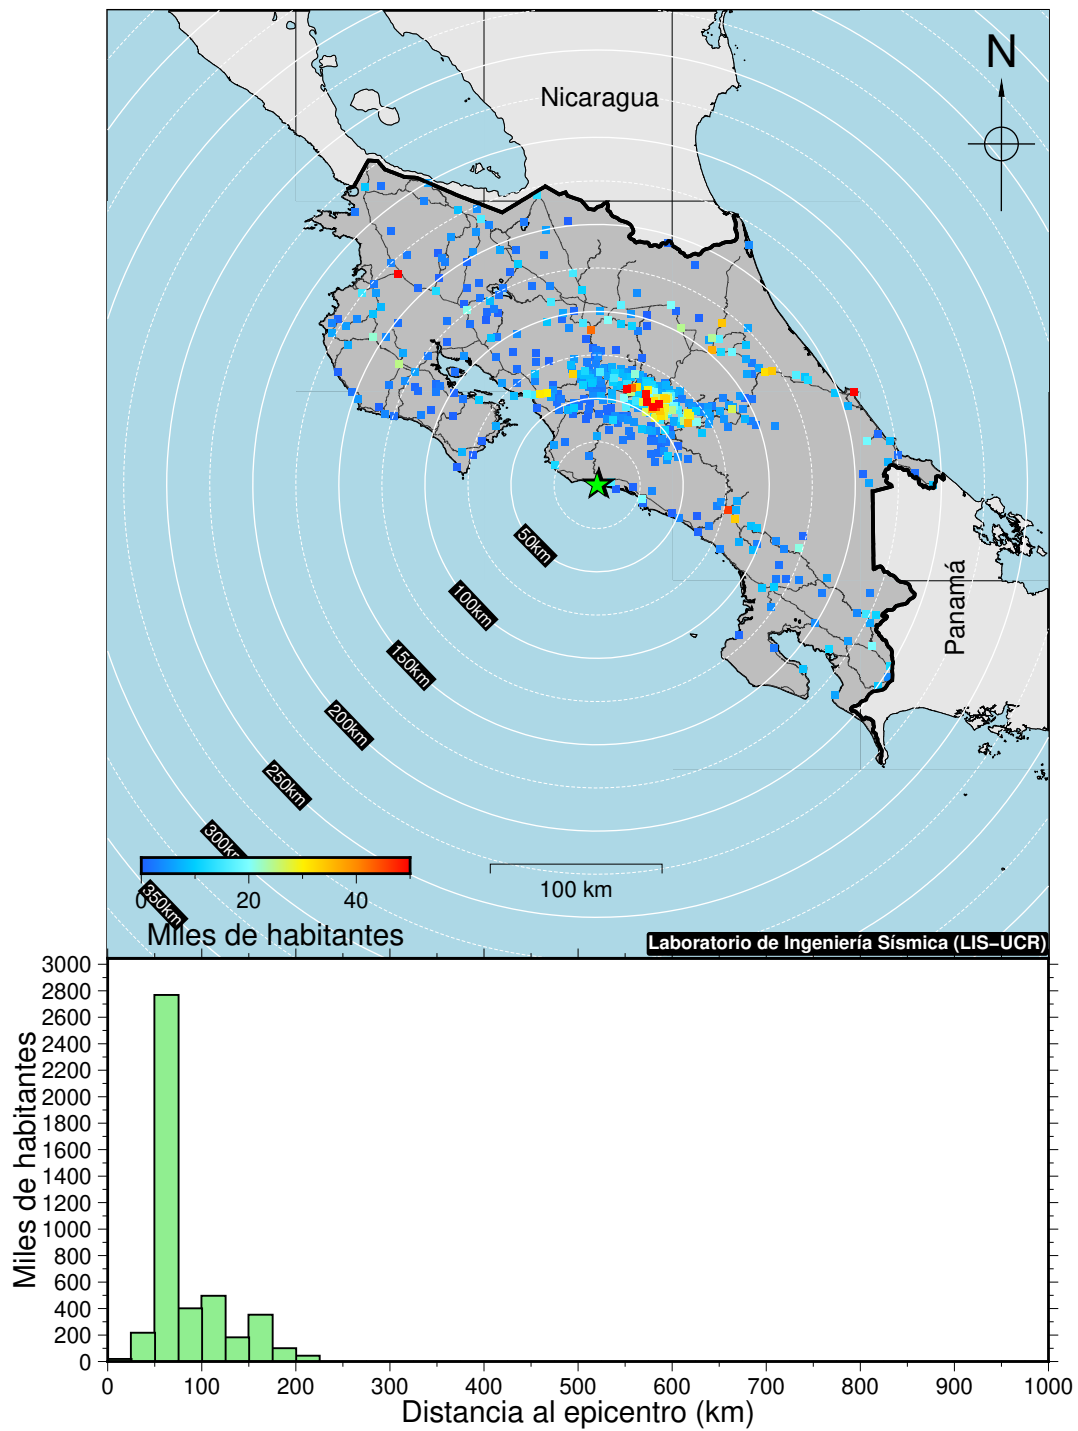 N
Nicaragua
Panamá
50km
100km
150km
200km
250km
300km
350km
0 20 40
Miles de habitantes
100 km
Laboratorio de Ingeniería Sísmica (LIS−UCR)
Miles de habitantes
3000
2800
2600
2400
2200
2000
1800
1600
1400
1200
1000
800
600
400
200
0
0 100 200 300 400 500 600 700 800 900 1000
Distancia al epicentro (km)